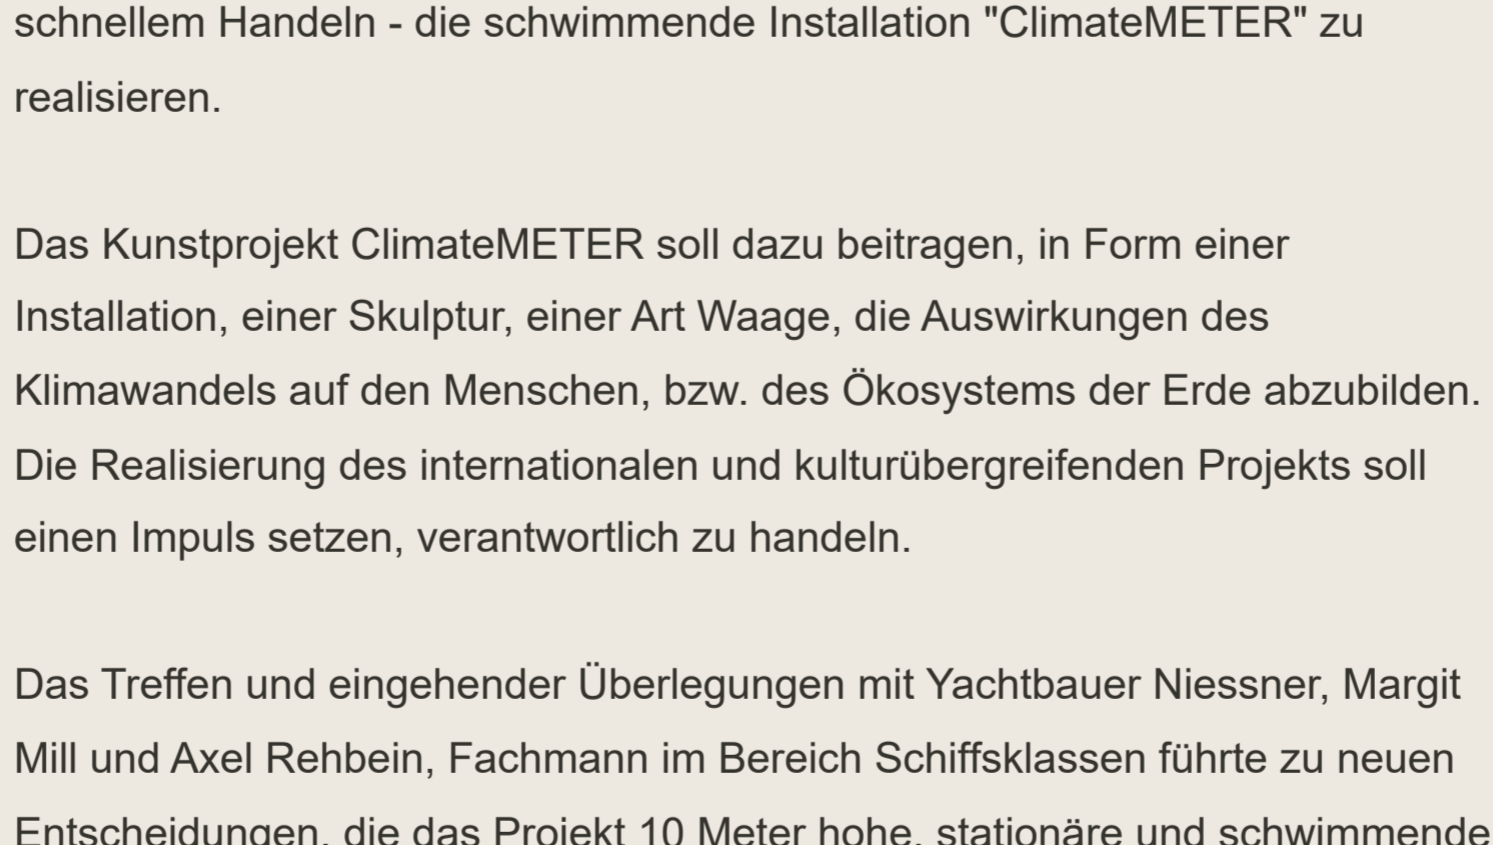 schnellem Handeln - die schwimmende Installation "ClimateMETER" zu
realisieren.
Das Kunstprojekt ClimateMETER soll dazu beitragen, in Form einer
Installation, einer Skulptur, einer Art Waage, die Auswirkungen des
Klimawandels auf den Menschen, bzw. des Ökosystems der Erde abzubilden.
Die Realisierung des internationalen und kulturübergreifenden Projekts soll
einen Impuls setzen, verantwortlich zu handeln.
Das Treffen und eingehender Überlegungen mit Yachtbauer Niessner, Margit
Mill und Axel Rehbein, Fachmann im Bereich Schiffsklassen führte zu neuen
Entscheidungen, die das Projekt 10 Meter hohe, stationäre und schwimmende